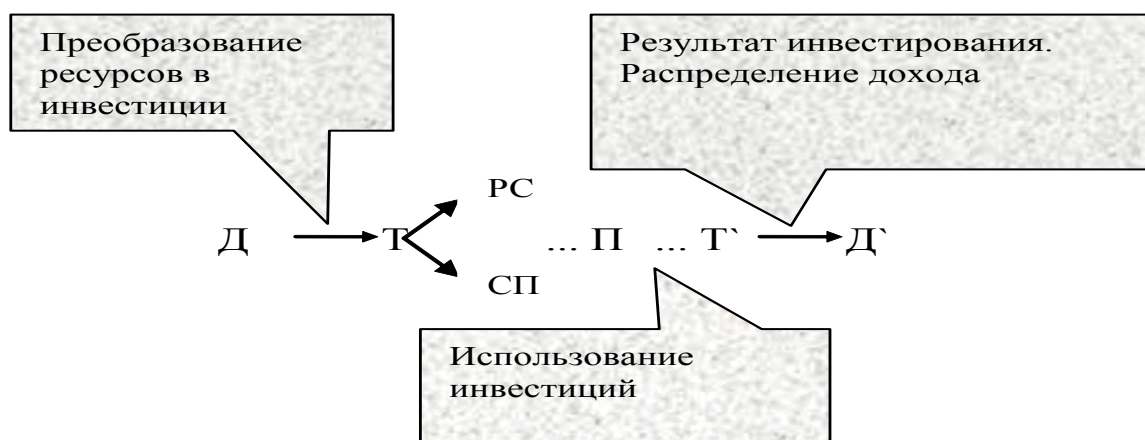 Преобразование
ресурсов в
инвестиции
Результат инвестирования.
Распределение дохода
РС
Д Т ... П ... Т` Д`
СП
Использование
инвестиций